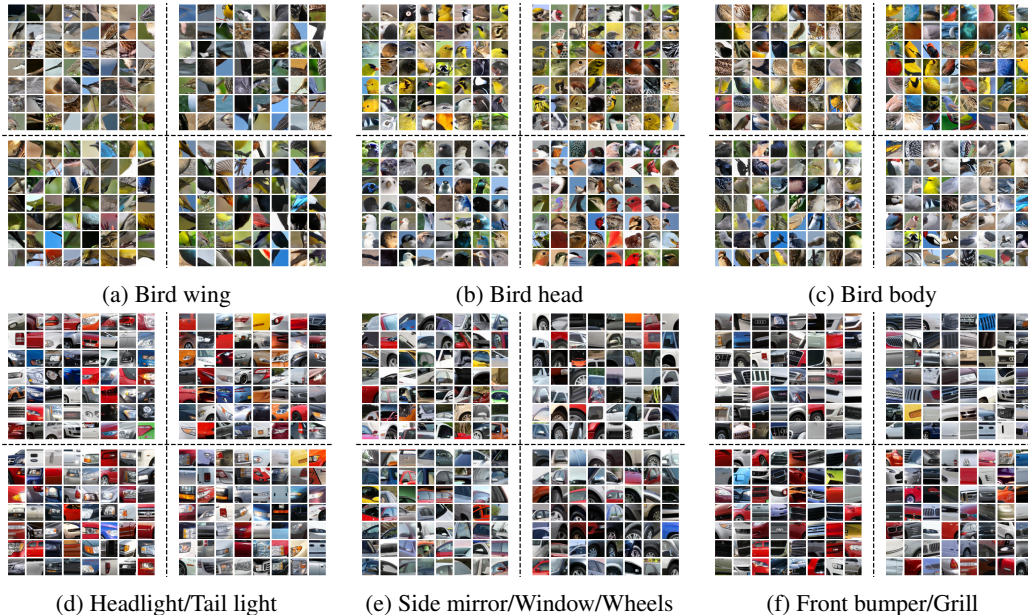 (a) Bird wing
(b) Bird head
(c) Bird body
(d) Headlight/Tail light
(e) Side mirror/Window/Wheels
(f) Front bumper/Grill